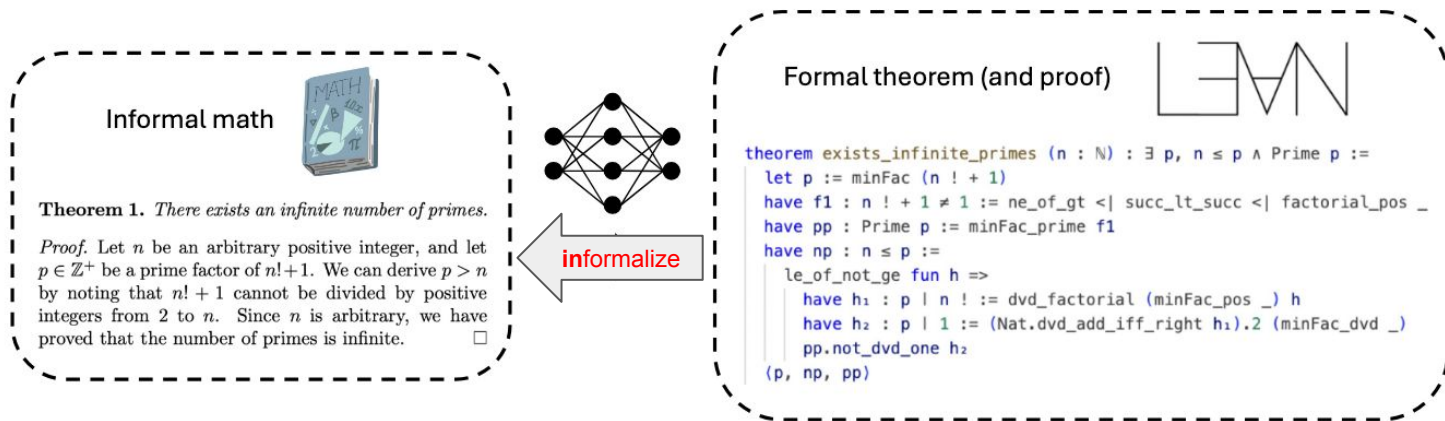 Informal math
MATH
Theorem 1. There exists an infinite number of primes.
Proof. Let n be an arbitrary positive integer, and let
p ∈ ℤ⁺ be a prime factor of n!+1. We can derive p > n
by noting that n! + 1 cannot be divided by positive
integers from 2 to n. Since n is arbitrary, we have
proved that the number of primes is infinite. □
informalize
Formal theorem (and proof)
L∃∀N
theorem exists_infinite_primes (n : ℕ) : ∃ p, n ≤ p ∧ Prime p :=
let p := minFac (n ! + 1)
have f1 : n ! + 1 ≠ 1 := ne_of_gt <| succ_lt_succ <| factorial_pos _
have pp : Prime p := minFac_prime f1
have np : n ≤ p :=
le_of_not_ge fun h =>
have h₁ : p ∣ n ! := dvd_factorial (minFac_pos _) h
have h₂ : p ∣ 1 := (Nat.dvd_add_iff_right h₁).2 (minFac_dvd _)
pp.not_dvd_one h₂
⟨p, np, pp⟩